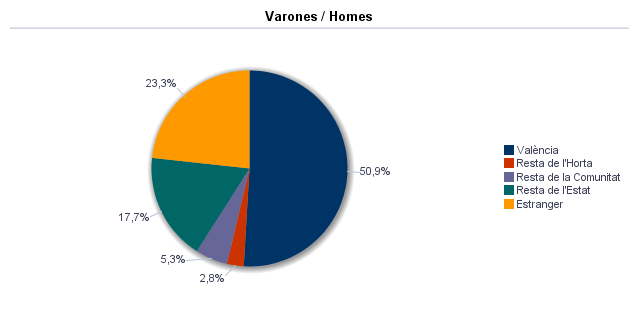 Varones / Homes
23,3%
50,9%
17,7%
5,3%
2,8%
València
Resta de l'Horta
Resta de la Comunitat
Resta de l'Estat
Estranger